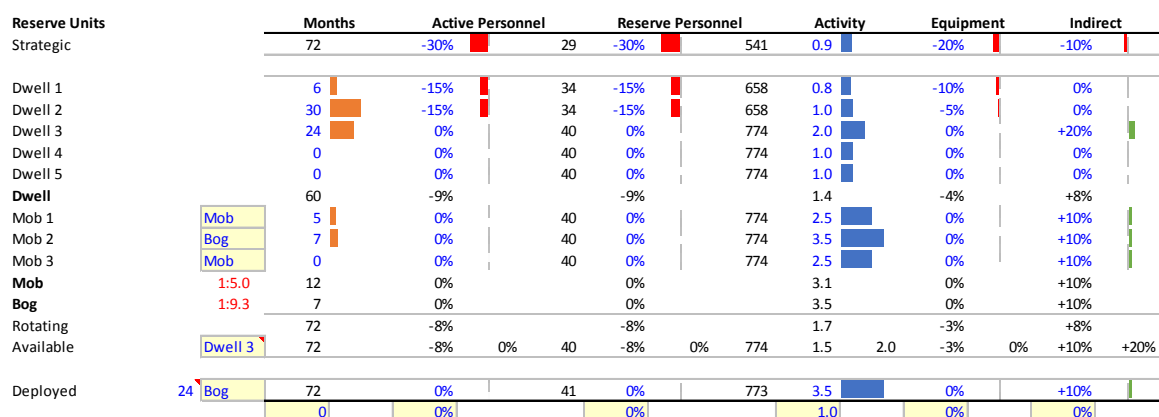 Reserve Units Months Active Personnel Reserve Personnel Activity Equipment Indirect
Strategic 72 -30% 29 -30% 541 0.9 -20% -10%
Dwell 1 6 -15% 34 -15% 658 0.8 -10% 0%
Dwell 2 30 -15% 34 -15% 658 1.0 -5% 0%
Dwell 3 24 0% 40 0% 774 2.0 0% +20%
Dwell 4 0 0% 40 0% 774 1.0 0% 0%
Dwell 5 0 0% 40 0% 774 1.0 0% 0%
Dwell 60 -9% -9% 1.4 -4% +8%
Mob 1 Mob 5 0% 40 0% 774 2.5 0% +10%
Mob 2 Bog 7 0% 40 0% 774 3.5 0% +10%
Mob 3 Mob 0 0% 40 0% 774 2.5 0% +10%
Mob 1:5.0 12 0% 0% 3.1 0% +10%
Bog 1:9.3 7 0% 0% 3.5 0% +10%
Rotating 72 -8% -8% 1.7 -3% +8%
Available Dwell 3 72 -8% 0% 40 -8% 0% 774 1.5 2.0 -3% 0% +10% +20%
Deployed 24 Bog 72 0% 41 0% 773 3.5 0% +10%
0 0% 0% 1.0 0% 0%